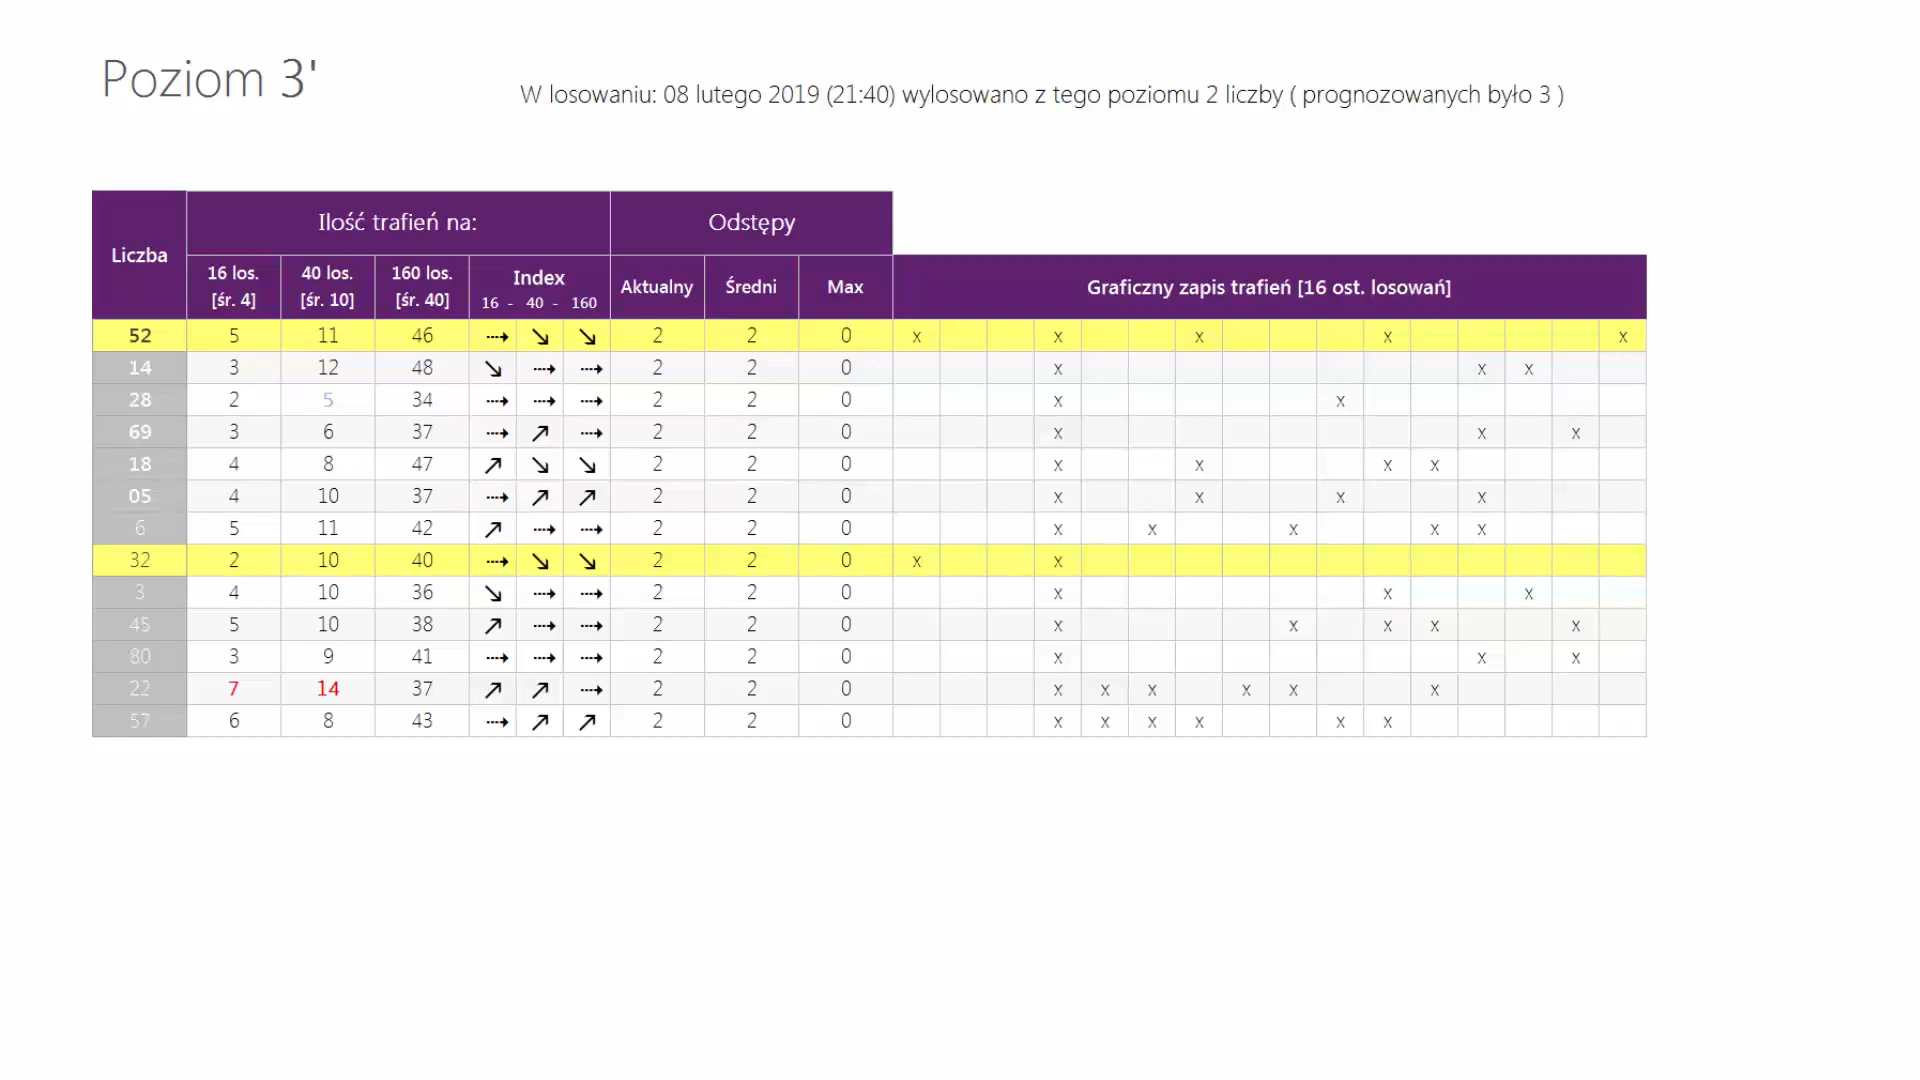 Poziom 3'
W losowaniu: 08 lutego 2019 (21:40) wylosowano z tego poziomu 2 liczby ( prognozowanych było 3 )
Liczba Ilość trafień na: Odstępy
16 los. [śr. 4] 40 los. [śr. 10] 160 los. [śr. 40] Index 16 - 40 - 160 Aktualny Średni Max Graficzny zapis trafień [16 ost. losowań]
52 5 11 46 ⤑ ↘ ↘ 2 2 0 x x x x x
14 3 12 48 ↘ ⤑ ⤑ 2 2 0 x x x
28 2 5 34 ⤑ ⤑ ⤑ 2 2 0 x x
69 3 6 37 ⤑ ↗ ⤑ 2 2 0 x x x
18 4 8 47 ↗ ↘ ↘ 2 2 0 x x x x
05 4 10 37 ⤑ ↗ ↗ 2 2 0 x x x x
6 5 11 42 ↗ ⤑ ⤑ 2 2 0 x x x x x
32 2 10 40 ⤑ ↘ ↘ 2 2 0 x x
3 4 10 36 ↘ ⤑ ⤑ 2 2 0 x x x
45 5 10 38 ↗ ⤑ ⤑ 2 2 0 x x x x x
80 3 9 41 ⤑ ⤑ ⤑ 2 2 0 x x x
22 7 14 37 ↗ ↗ ⤑ 2 2 0 x x x x x x
57 6 8 43 ⤑ ↗ ↗ 2 2 0 x x x x x x